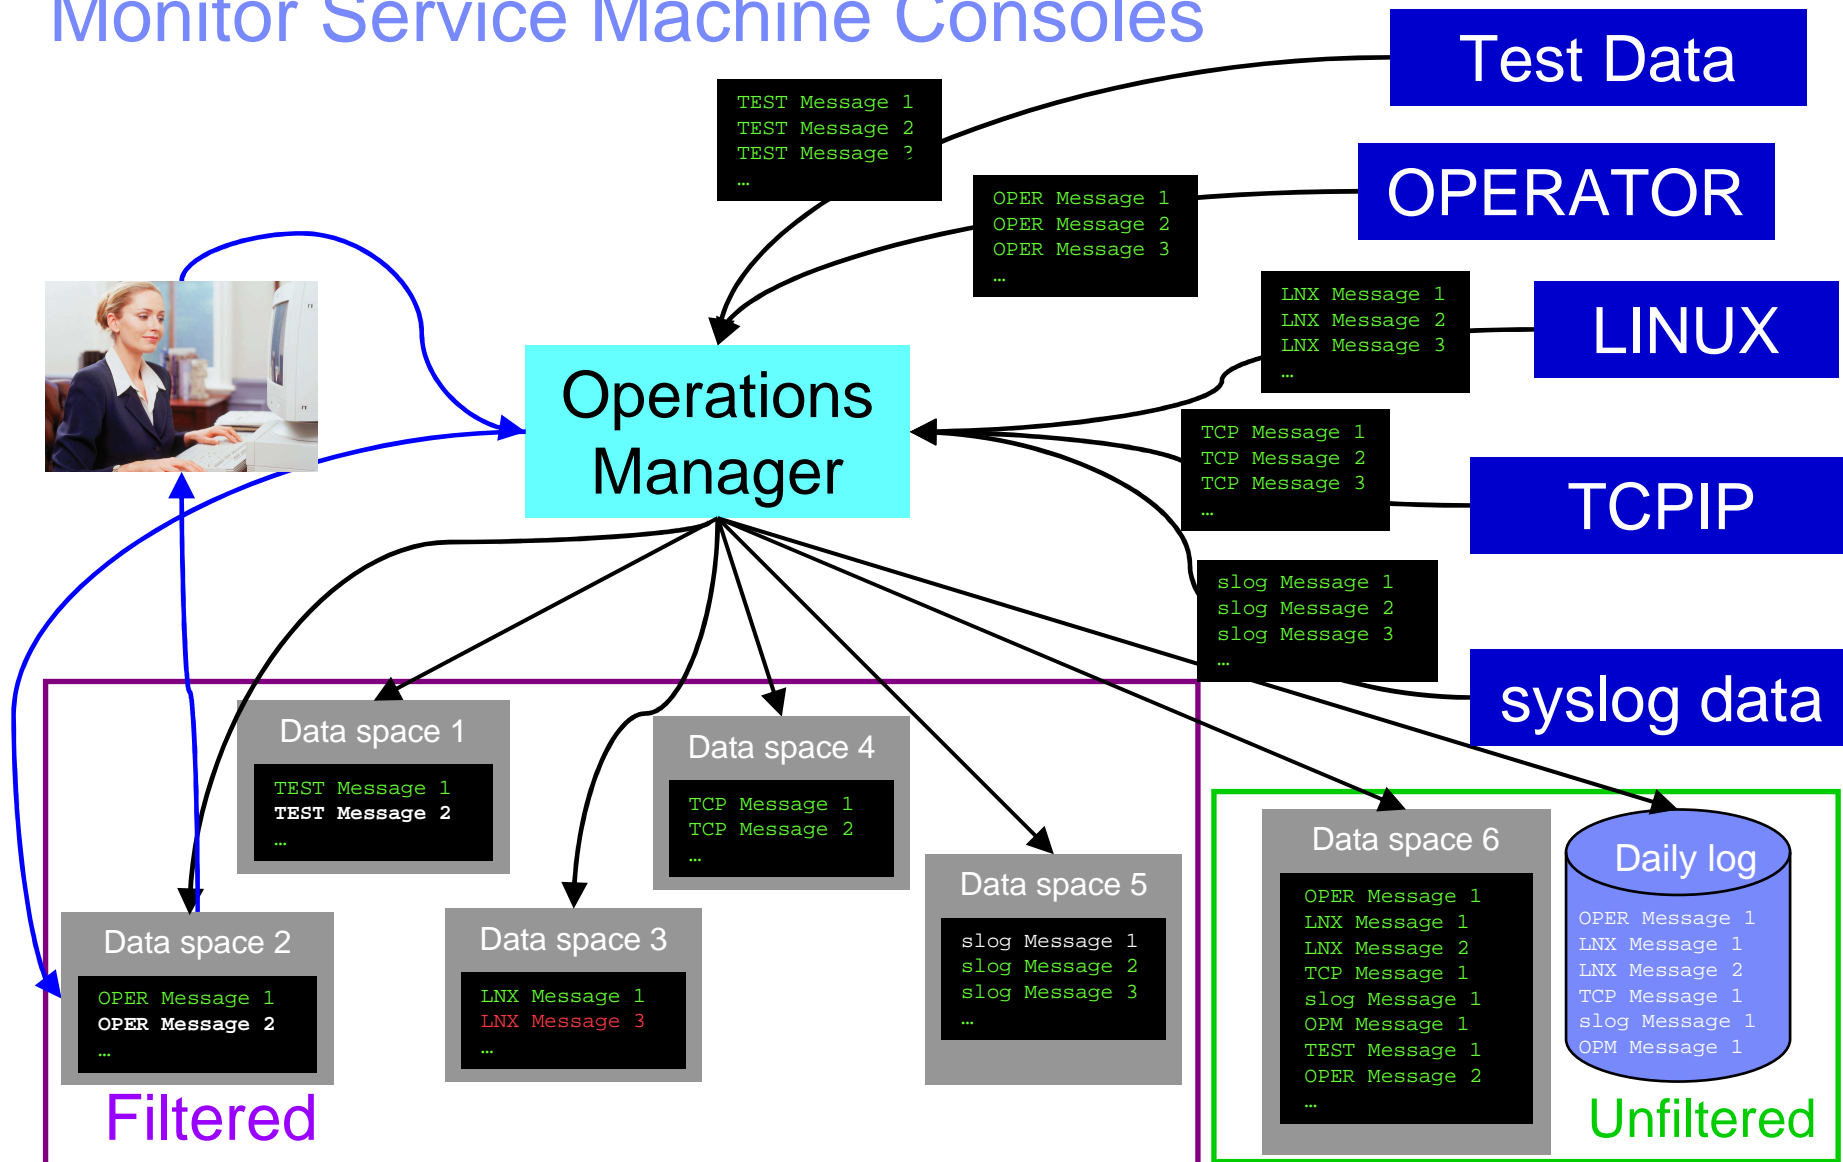 Monitor Service Machine Consoles
Test Data
TEST Message 1
TEST Message 2
TEST Message 3
…
OPERATOR
OPER Message 1
OPER Message 2
OPER Message 3
…
LINUX
LNX Message 1
LNX Message 2
LNX Message 3
…
Operations
Manager
TCP Message 1
TCP Message 2
TCP Message 3
…
TCPIP
slog Message 1
slog Message 2
slog Message 3
…
syslog data
Data space 1
TEST Message 1
TEST Message 2
…
Data space 4
TCP Message 1
TCP Message 2
…
Data space 2
OPER Message 1
OPER Message 2
…
Data space 3
LNX Message 1
LNX Message 3
…
Data space 5
slog Message 1
slog Message 2
slog Message 3
…
Filtered
Data space 6
OPER Message 1
LNX Message 1
LNX Message 2
TCP Message 1
slog Message 1
OPM Message 1
TEST Message 1
OPER Message 2
…
Daily log
OPER Message 1
LNX Message 1
LNX Message 2
TCP Message 1
slog Message 1
OPM Message 1
Unfiltered